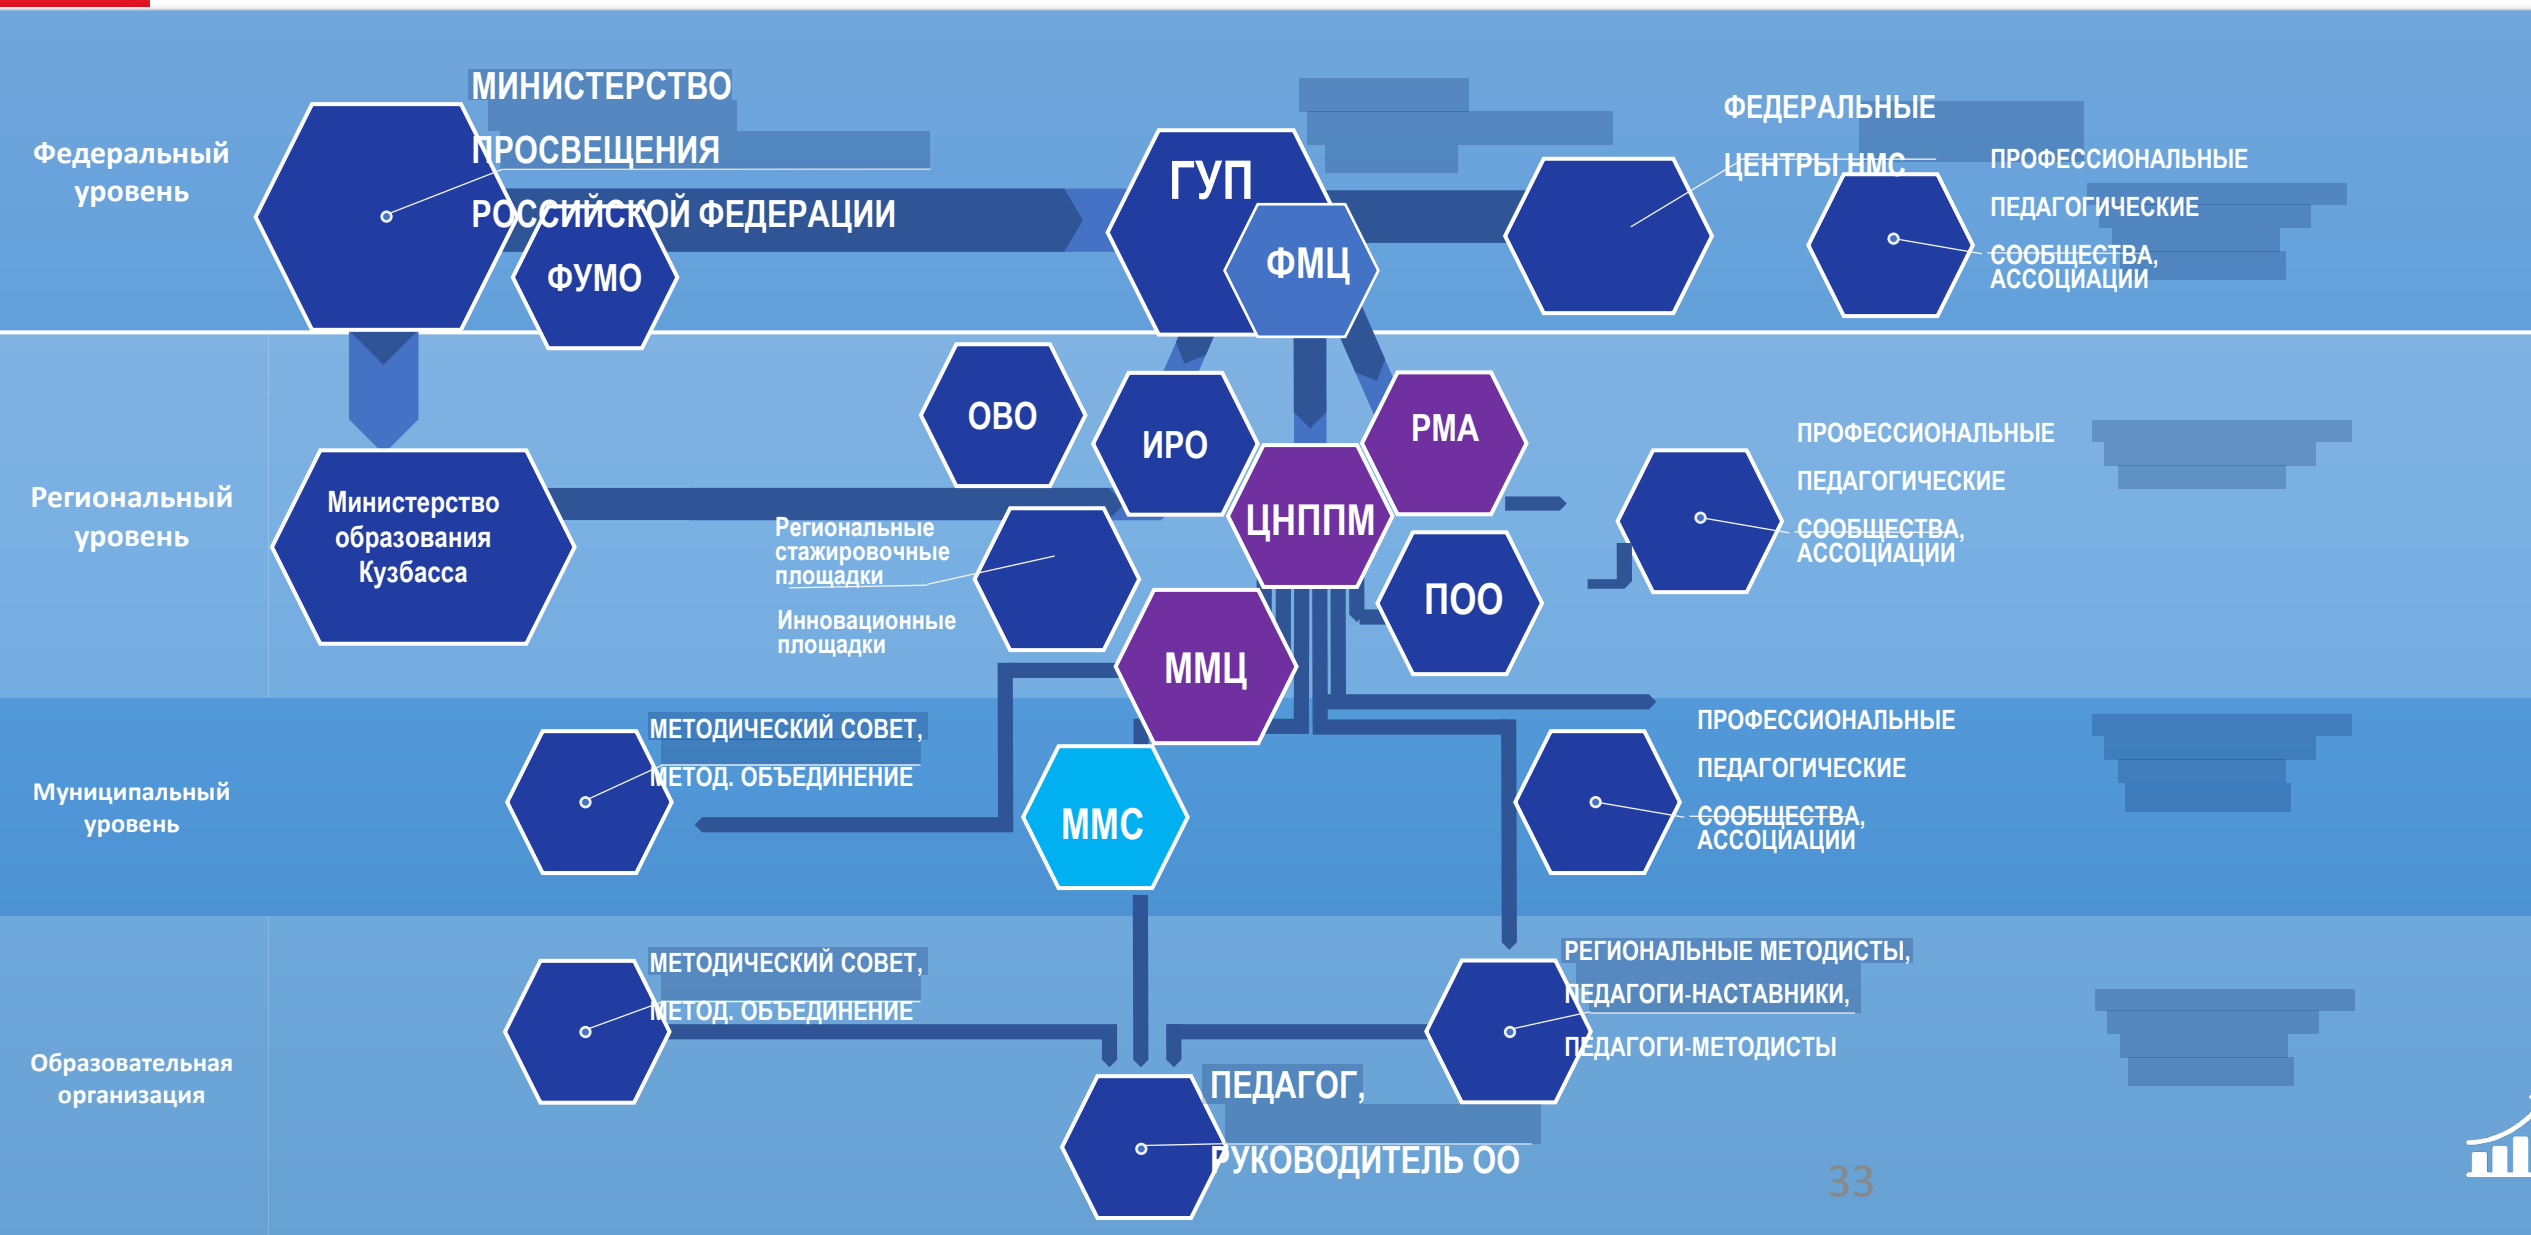 Федеральный
уровень
МИНИСТЕРСТВО
ПРОСВЕЩЕНИЯ
РОССИЙСКОЙ ФЕДЕРАЦИИ
ФУМО
ГУП
ФМЦ
ФЕДЕРАЛЬНЫЕ
ЦЕНТРЫ НМС
ПРОФЕССИОНАЛЬНЫЕ
ПЕДАГОГИЧЕСКИЕ
СООБЩЕСТВА,
АССОЦИАЦИИ
Региональный
уровень
Министерство
образования
Кузбасса
ОВО
ИРО
РМА
ЦНППМ
ПОО
Региональные
стажировочные
площадки
Инновационные
площадки
ММЦ
ПРОФЕССИОНАЛЬНЫЕ
ПЕДАГОГИЧЕСКИЕ
СООБЩЕСТВА,
АССОЦИАЦИИ
Муниципальный
уровень
МЕТОДИЧЕСКИЙ СОВЕТ,
МЕТОД. ОБЪЕДИНЕНИЕ
ММС
ПРОФЕССИОНАЛЬНЫЕ
ПЕДАГОГИЧЕСКИЕ
СООБЩЕСТВА,
АССОЦИАЦИИ
Образовательная
организация
МЕТОДИЧЕСКИЙ СОВЕТ,
МЕТОД. ОБЪЕДИНЕНИЕ
РЕГИОНАЛЬНЫЕ МЕТОДИСТЫ,
ПЕДАГОГИ-НАСТАВНИКИ,
ПЕДАГОГИ-МЕТОДИСТЫ
ПЕДАГОГ,
РУКОВОДИТЕЛЬ ОО
33